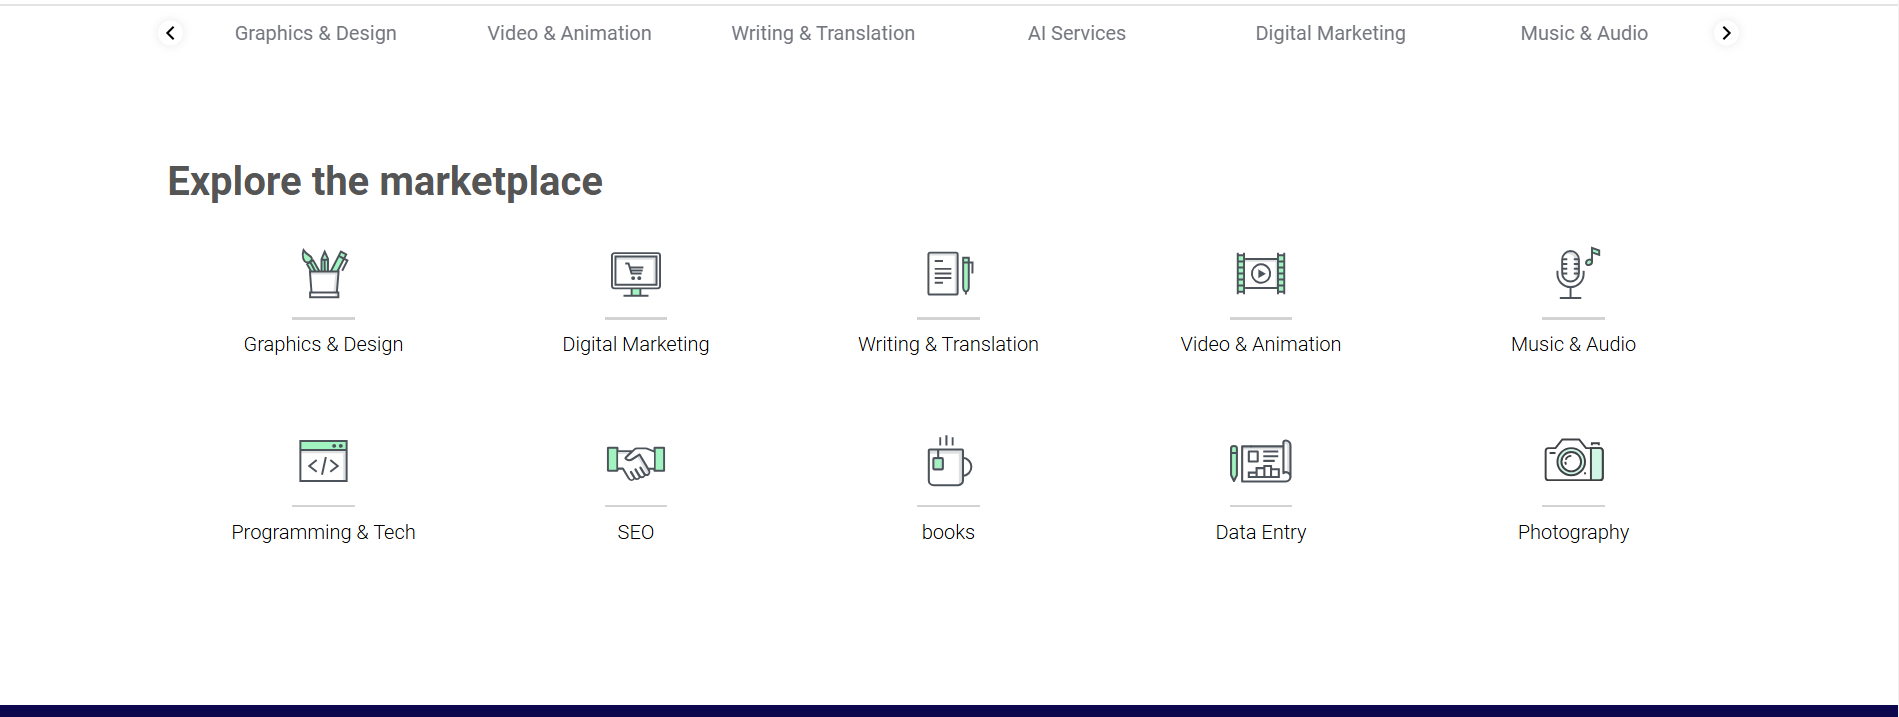 Graphics & Design Video & Animation Writing & Translation AI Services Digital Marketing Music & Audio
Explore the marketplace
Graphics & Design Digital Marketing Writing & Translation Video & Animation Music & Audio
Programming & Tech SEO books Data Entry Photography